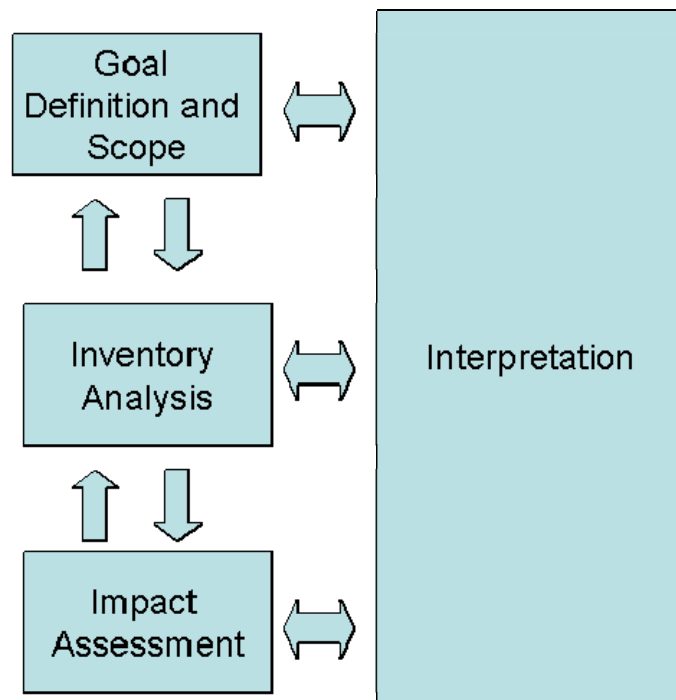 Goal
Definition and
Scope
Inventory
Analysis
Impact
Assessment
Interpretation